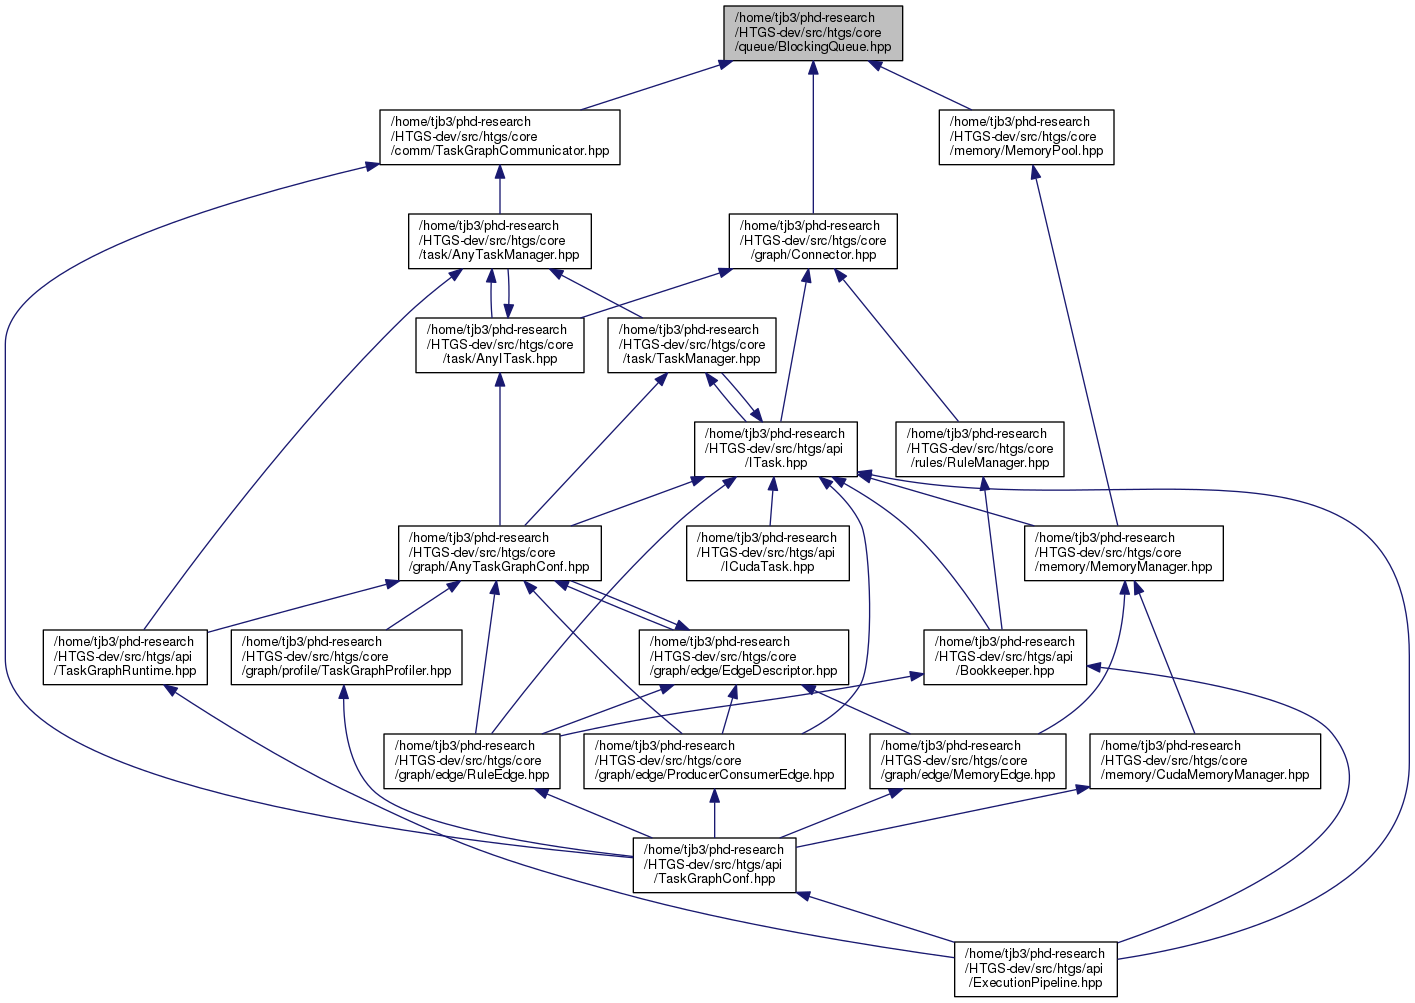 /home/tjb3/phd-research
/HTGS-dev/src/htgs/core
/queue/BlockingQueue.hpp
/home/tjb3/phd-research
/HTGS-dev/src/htgs/core
/comm/TaskGraphCommunicator.hpp
/home/tjb3/phd-research
/HTGS-dev/src/htgs/core
/memory/MemoryPool.hpp
/home/tjb3/phd-research
/HTGS-dev/src/htgs/core
/task/AnyTaskManager.hpp
/home/tjb3/phd-research
/HTGS-dev/src/htgs/core
/graph/Connector.hpp
/home/tjb3/phd-research
/HTGS-dev/src/htgs/core
/task/AnyITask.hpp
/home/tjb3/phd-research
/HTGS-dev/src/htgs/core
/task/TaskManager.hpp
/home/tjb3/phd-research
/HTGS-dev/src/htgs/api
/ITask.hpp
/home/tjb3/phd-research
/HTGS-dev/src/htgs/core
/rules/RuleManager.hpp
/home/tjb3/phd-research
/HTGS-dev/src/htgs/core
/graph/AnyTaskGraphConf.hpp
/home/tjb3/phd-research
/HTGS-dev/src/htgs/api
/ICudaTask.hpp
/home/tjb3/phd-research
/HTGS-dev/src/htgs/core
/memory/MemoryManager.hpp
/home/tjb3/phd-research
/HTGS-dev/src/htgs/api
/TaskGraphRuntime.hpp
/home/tjb3/phd-research
/HTGS-dev/src/htgs/core
/graph/profile/TaskGraphProfiler.hpp
/home/tjb3/phd-research
/HTGS-dev/src/htgs/core
/graph/edge/EdgeDescriptor.hpp
/home/tjb3/phd-research
/HTGS-dev/src/htgs/api
/Bookkeeper.hpp
/home/tjb3/phd-research
/HTGS-dev/src/htgs/core
/graph/edge/RuleEdge.hpp
/home/tjb3/phd-research
/HTGS-dev/src/htgs/core
/graph/edge/ProducerConsumerEdge.hpp
/home/tjb3/phd-research
/HTGS-dev/src/htgs/core
/graph/edge/MemoryEdge.hpp
/home/tjb3/phd-research
/HTGS-dev/src/htgs/core
/memory/CudaMemoryManager.hpp
/home/tjb3/phd-research
/HTGS-dev/src/htgs/api
/TaskGraphConf.hpp
/home/tjb3/phd-research
/HTGS-dev/src/htgs/api
/ExecutionPipeline.hpp